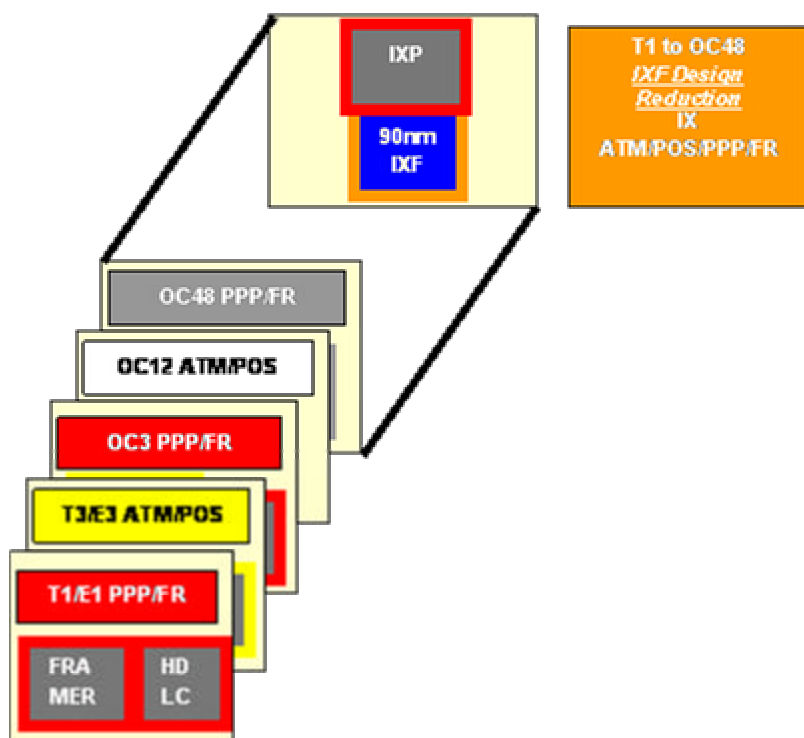 IXP
90nm
IXF
T1 to OC48
IXF Design
Reduction
IX
ATM/POS/PPP/FR
OC48 PPP/FR
OC12 ATM/POS
OC3 PPP/FR
T3/E3 ATM/POS
T1/E1 PPP/FR
FRA
MER
HD
LC